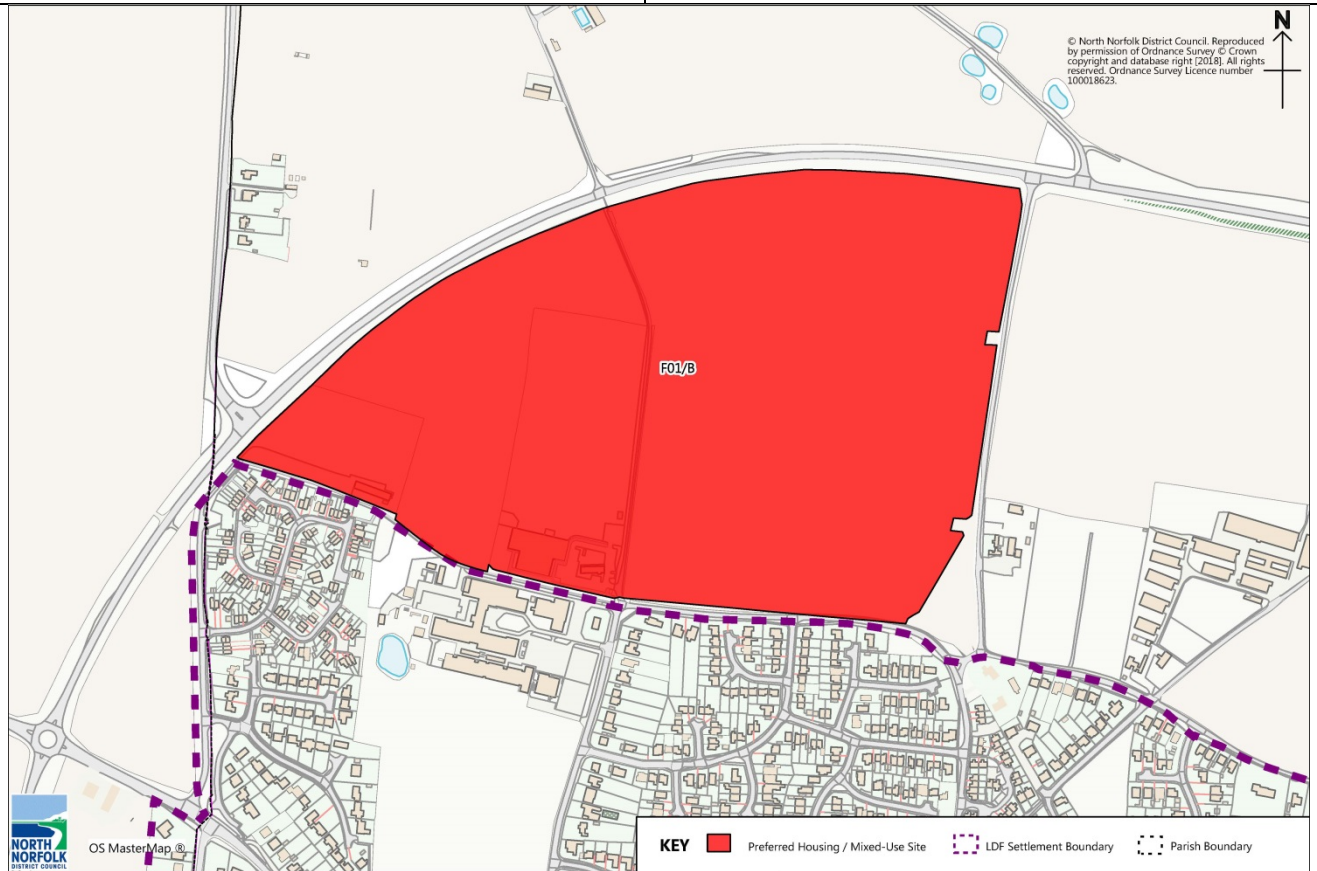 N
© North Norfolk District Council. Reproduced
by permission of Ordnance Survey © Crown
copyright and database right [2018]. All rights
reserved. Ordnance Survey Licence number
100018623.
F01/B
NORTH
NORFOLK
DISTRICT COUNCIL
OS MasterMap ®
KEY Preferred Housing / Mixed-Use Site LDF Settlement Boundary Parish Boundary